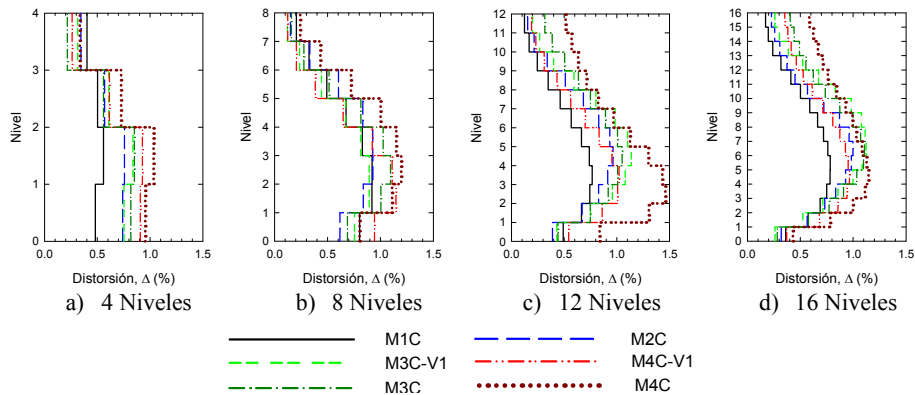 4
3
2
1
0
Nivel
0.0 0.5 1.0 1.5
Distorsión, Δ (%)
a) 4 Niveles
8
7
6
5
4
3
2
1
0
Nivel
0.0 0.5 1.0 1.5
Distorsión, Δ (%)
b) 8 Niveles
12
11
10
9
8
7
6
5
4
3
2
1
0
Nivel
0.0 0.5 1.0 1.5
Distorsión, Δ (%)
c) 12 Niveles
16
15
14
13
12
11
10
9
8
7
6
5
4
3
2
1
0
Nivel
0.0 0.5 1.0 1.5
Distorsión, Δ (%)
d) 16 Niveles
M1C
M2C
M3C-V1
M4C-V1
M3C
M4C